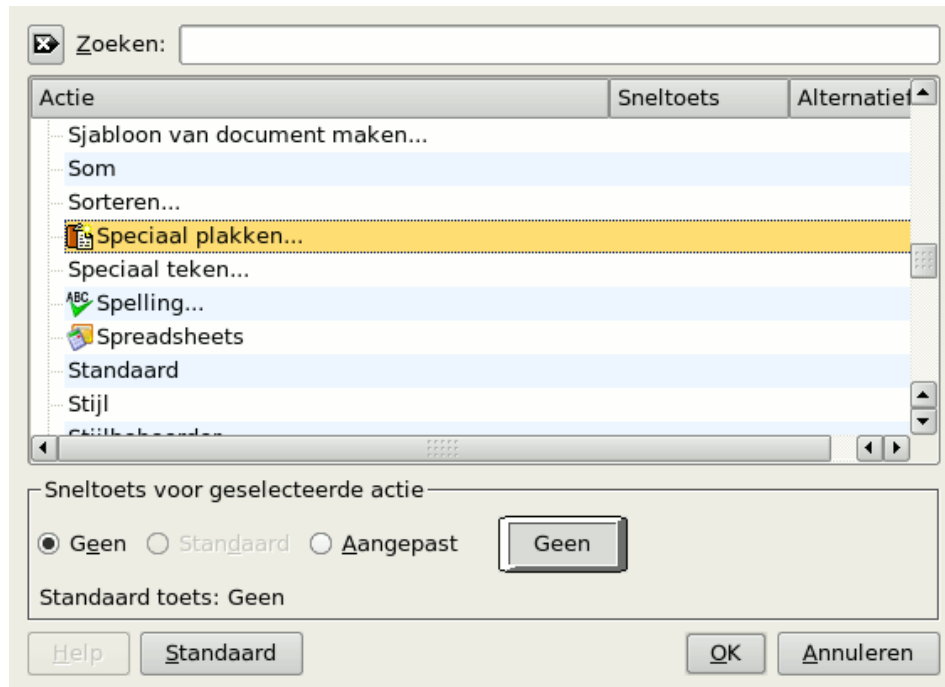 Zoeken:
Actie Sneltoets Alternatief
Sjabloon van document maken...
Som
Sorteren...
Speciaal plakken...
Speciaal teken...
ABC Spelling...
Spreadsheets
Standaard
Stijl
Sneltoets voor geselecteerde actie
Geen Standaard Aangepast Geen
Standaard toets: Geen
Help Standaard OK Annuleren